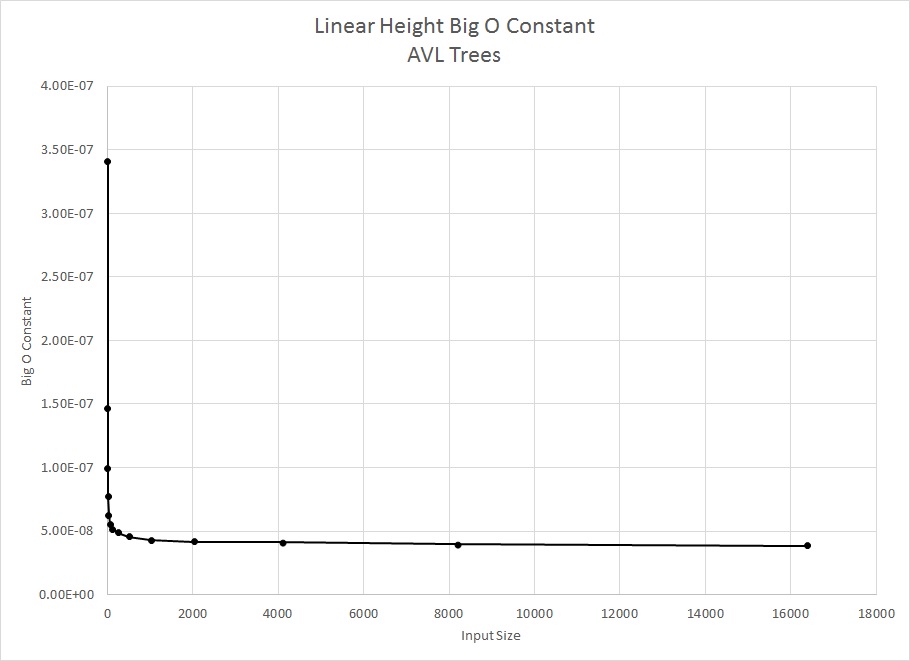 Linear Height Big O Constant
AVL Trees
4.00E-07
3.50E-07
3.00E-07
2.50E-07
2.00E-07
1.50E-07
1.00E-07
5.00E-08
0.00E+00
Big O Constant
0 2000 4000 6000 8000 10000 12000 14000 16000 18000
Input Size